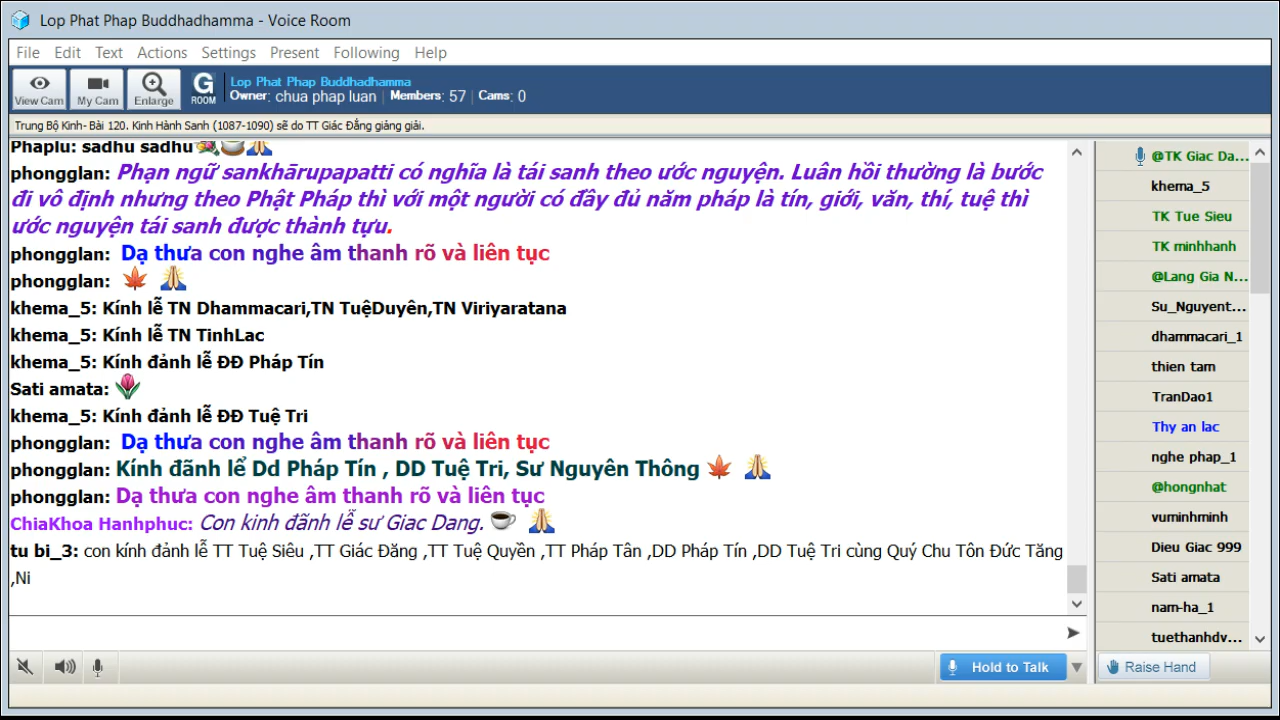 Lop Phat Phap Buddhadhamma - Voice Room
File Edit Text Actions Settings Present Following Help
View Cam
My Cam
Enlarge
G ROOM
Lop Phat Phap Buddhadhamma
Owner: chua phap luan | Members: 57 | Cams: 0
Trung Bộ Kinh- Bài 120. Kinh Hành Sanh (1087-1090) sẽ do TT Giác Đẳng giảng giải.
Phaplu: sadhu sadhu
phongglan: Phạn ngữ sankhārupapatti có nghĩa là tái sanh theo ước nguyện. Luân hồi thường là bước
đi vô định nhưng theo Phật Pháp thì với một người có đầy đủ năm pháp là tín, giới, văn, thí, tuệ thì
ước nguyện tái sanh được thành tựu.
phongglan: Dạ thưa con nghe âm thanh rõ và liên tục
phongglan:
khema_5: Kính lễ TN Dhammacari,TN TuệDuyên,TN Viriyaratana
khema_5: Kính lễ TN TinhLac
khema_5: Kính đảnh lễ ĐĐ Pháp Tín
Sati amata:
khema_5: Kính đảnh lễ ĐĐ Tuệ Tri
phongglan: Dạ thưa con nghe âm thanh rõ và liên tục
phongglan: Kính đãnh lể Dd Pháp Tín , DD Tuệ Tri, Sư Nguyên Thông
phongglan: Dạ thưa con nghe âm thanh rõ và liên tục
ChiaKhoa Hanhphuc: Con kinh đãnh lễ sư Giac Dang.
tu bi_3: con kính đảnh lễ TT Tuệ Siêu ,TT Giác Đăng ,TT Tuệ Quyền ,TT Pháp Tân ,DD Pháp Tín ,DD Tuệ Tri cùng Quý Chu Tôn Đức Tăng
,Ni
@TK Giac Da...
khema_5
TK Tue Sieu
TK minhhanh
@Lang Gia N...
Su_Nguyent...
dhammacari_1
thien tam
TranDao1
Thy an lac
nghe phap_1
@hongnhat
vuminhminh
Dieu Giac 999
Sati amata
nam-ha_1
tuethanhdv...
Hold to Talk
Raise Hand